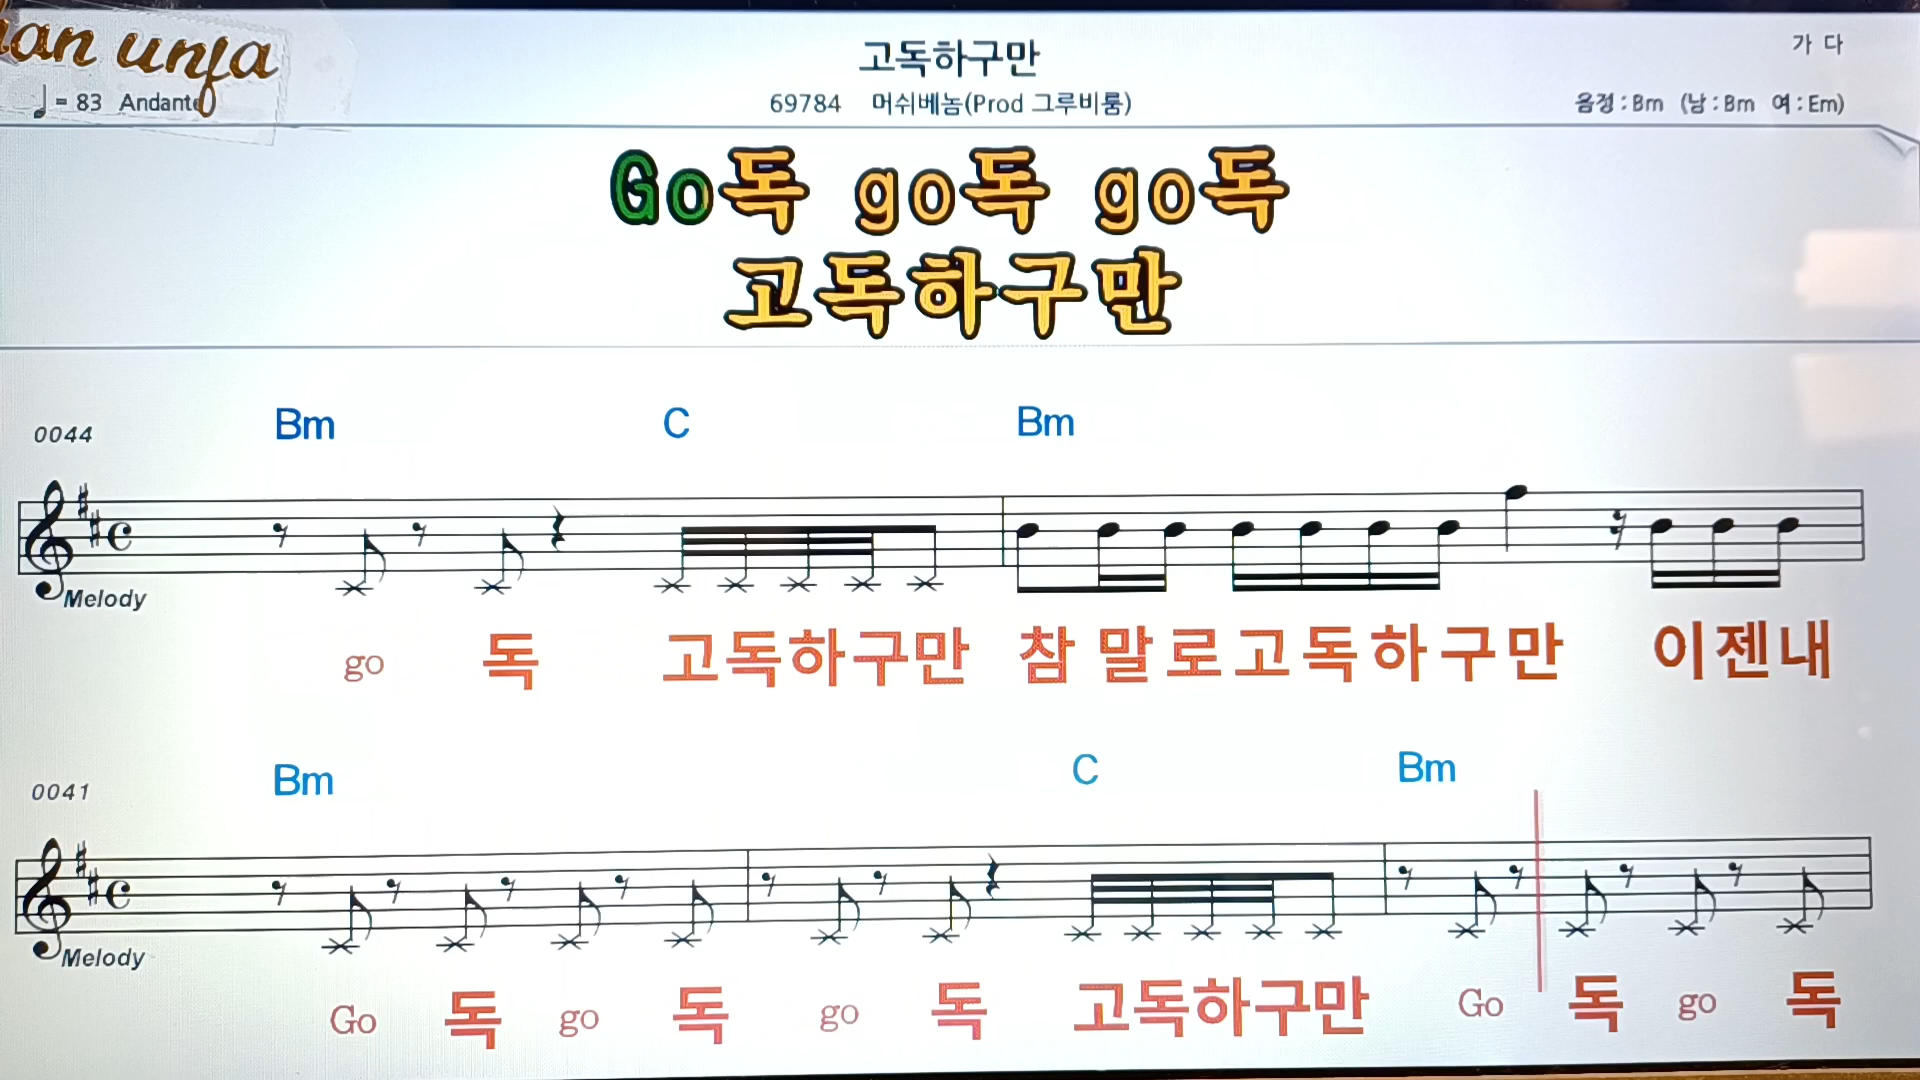 unja
고독하구만
가 다
♩ = 83 Andante
69784 머쉬베놈(Prod 그루비룸)
음정 : Bm (남 : Bm 여 : Em)
Go독 go독 go독
고독하구만
Bm C Bm
0044
Melody
go 독 고독하구만 참 말로고독하구만 이젠내
Bm C Bm
0041
Melody
Go 독 go 독 go 독 고독하구만 Go 독 go 독